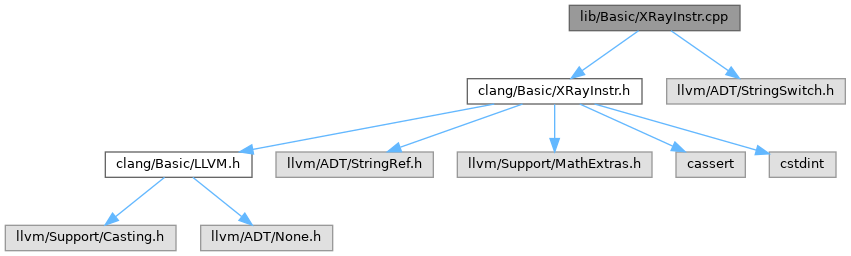 lib/Basic/XRayInstr.cpp
clang/Basic/XRayInstr.h
llvm/ADT/StringSwitch.h
clang/Basic/LLVM.h
llvm/ADT/StringRef.h
llvm/Support/MathExtras.h
cassert
cstdint
llvm/Support/Casting.h
llvm/ADT/None.h